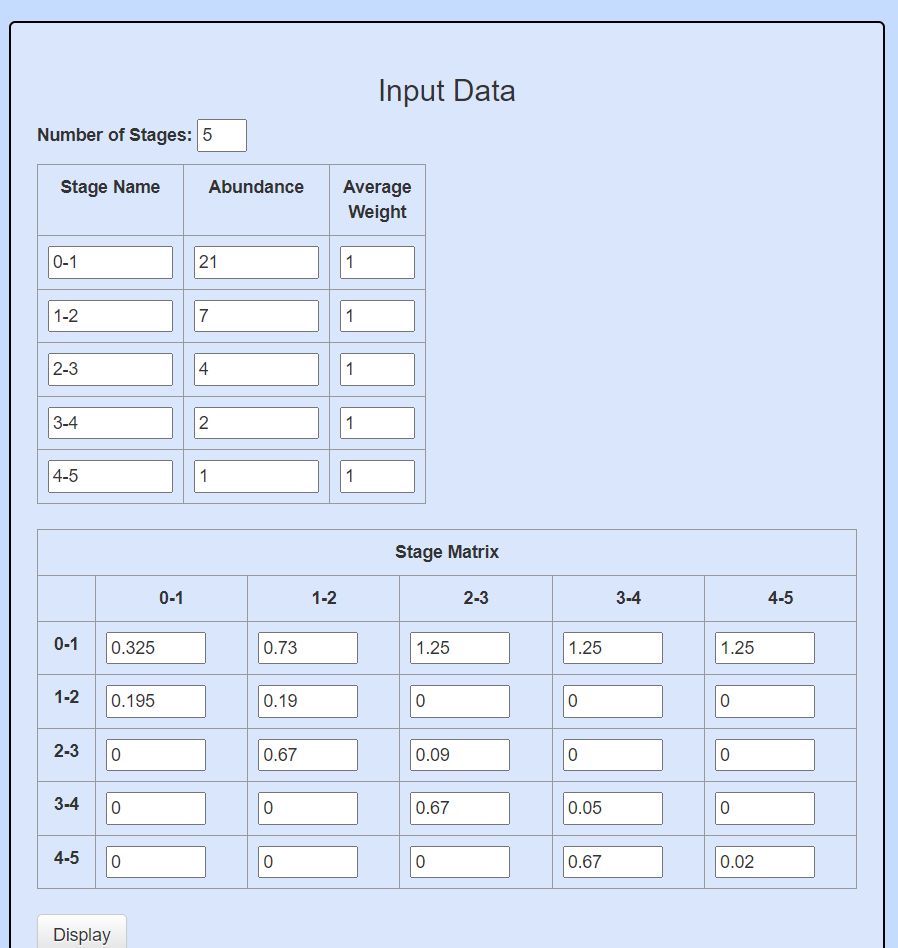 Input Data
Number of Stages: 5
Stage Name Abundance Average
Weight
0-1 21 1
1-2 7 1
2-3 4 1
3-4 2 1
4-5 1 1
Stage Matrix
0-1 1-2 2-3 3-4 4-5
0-1 0.325 0.73 1.25 1.25 1.25
1-2 0.195 0.19 0 0 0
2-3 0 0.67 0.09 0 0
3-4 0 0 0.67 0.05 0
4-5 0 0 0 0.67 0.02
Display